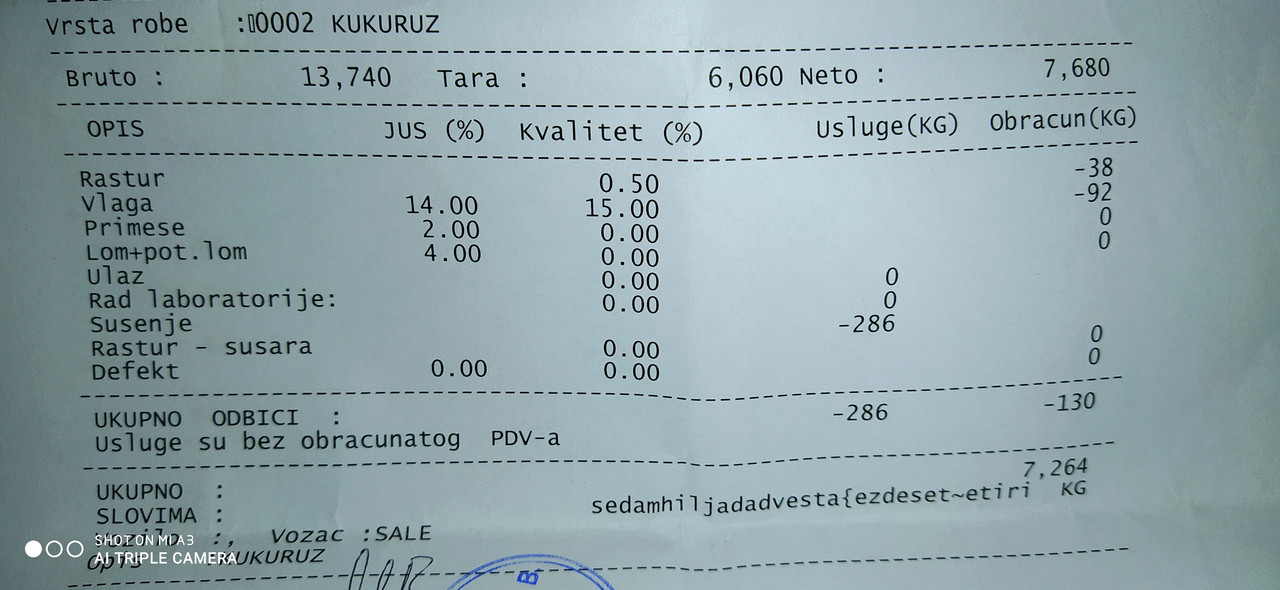 Vrsta robe :▯0002 KUKURUZ
Bruto : 13,740 Tara : 6,060 Neto : 7,680
OPIS JUS (%) Kvalitet (%) Usluge(KG) Obracun(KG)
Rastur 0.50 -38
Vlaga 14.00 15.00 -92
Primese 2.00 0.00 0
Lom+pot.lom 4.00 0.00 0
Ulaz 0.00 0
Rad laboratorije: 0.00 0
Susenje -286
Rastur - susara 0.00 0
Defekt 0.00 0.00 0
UKUPNO ODBICI : -286 -130
Usluge su bez obracunatog PDV-a
UKUPNO : 7,264
SLOVIMA : sedamhiljadadvesta{ezdeset~etiri KG
:, Vozac :SALE
Opis KUKURUZ
SHOT ON MI A3
AI TRIPLE CAMERA
B